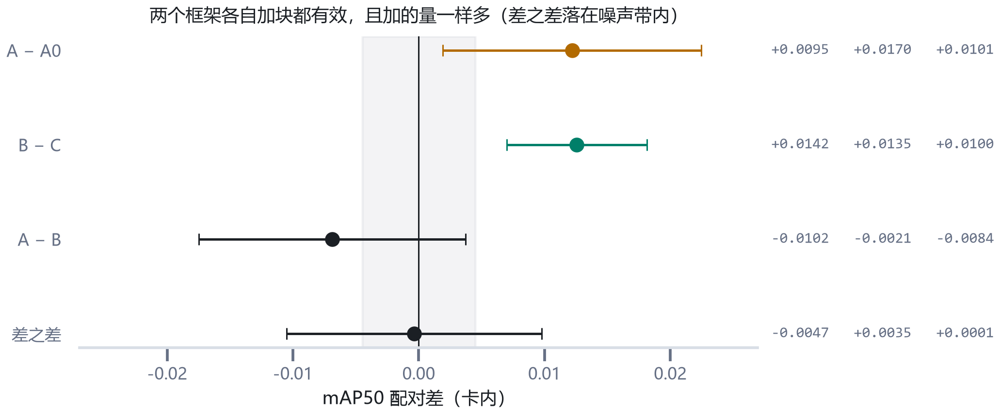 两个框架各自加块都有效，且加的量一样多（差之差落在噪声带内）
A − A0 +0.0095 +0.0170 +0.0101
B − C +0.0142 +0.0135 +0.0100
A − B -0.0102 -0.0021 -0.0084
差之差 -0.0047 +0.0035 +0.0001
-0.02 -0.01 0.00 0.01 0.02
mAP50 配对差（卡内）